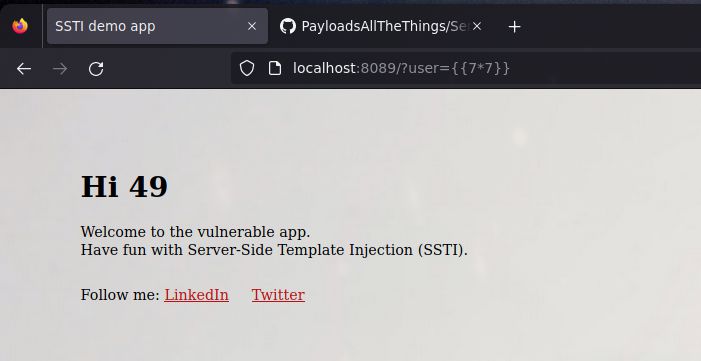 SSTI demo app
PayloadsAllTheThings/Se
localhost:8089/?user={{7*7}}
Hi 49
Welcome to the vulnerable app.
Have fun with Server-Side Template Injection (SSTI).
Follow me: LinkedIn Twitter